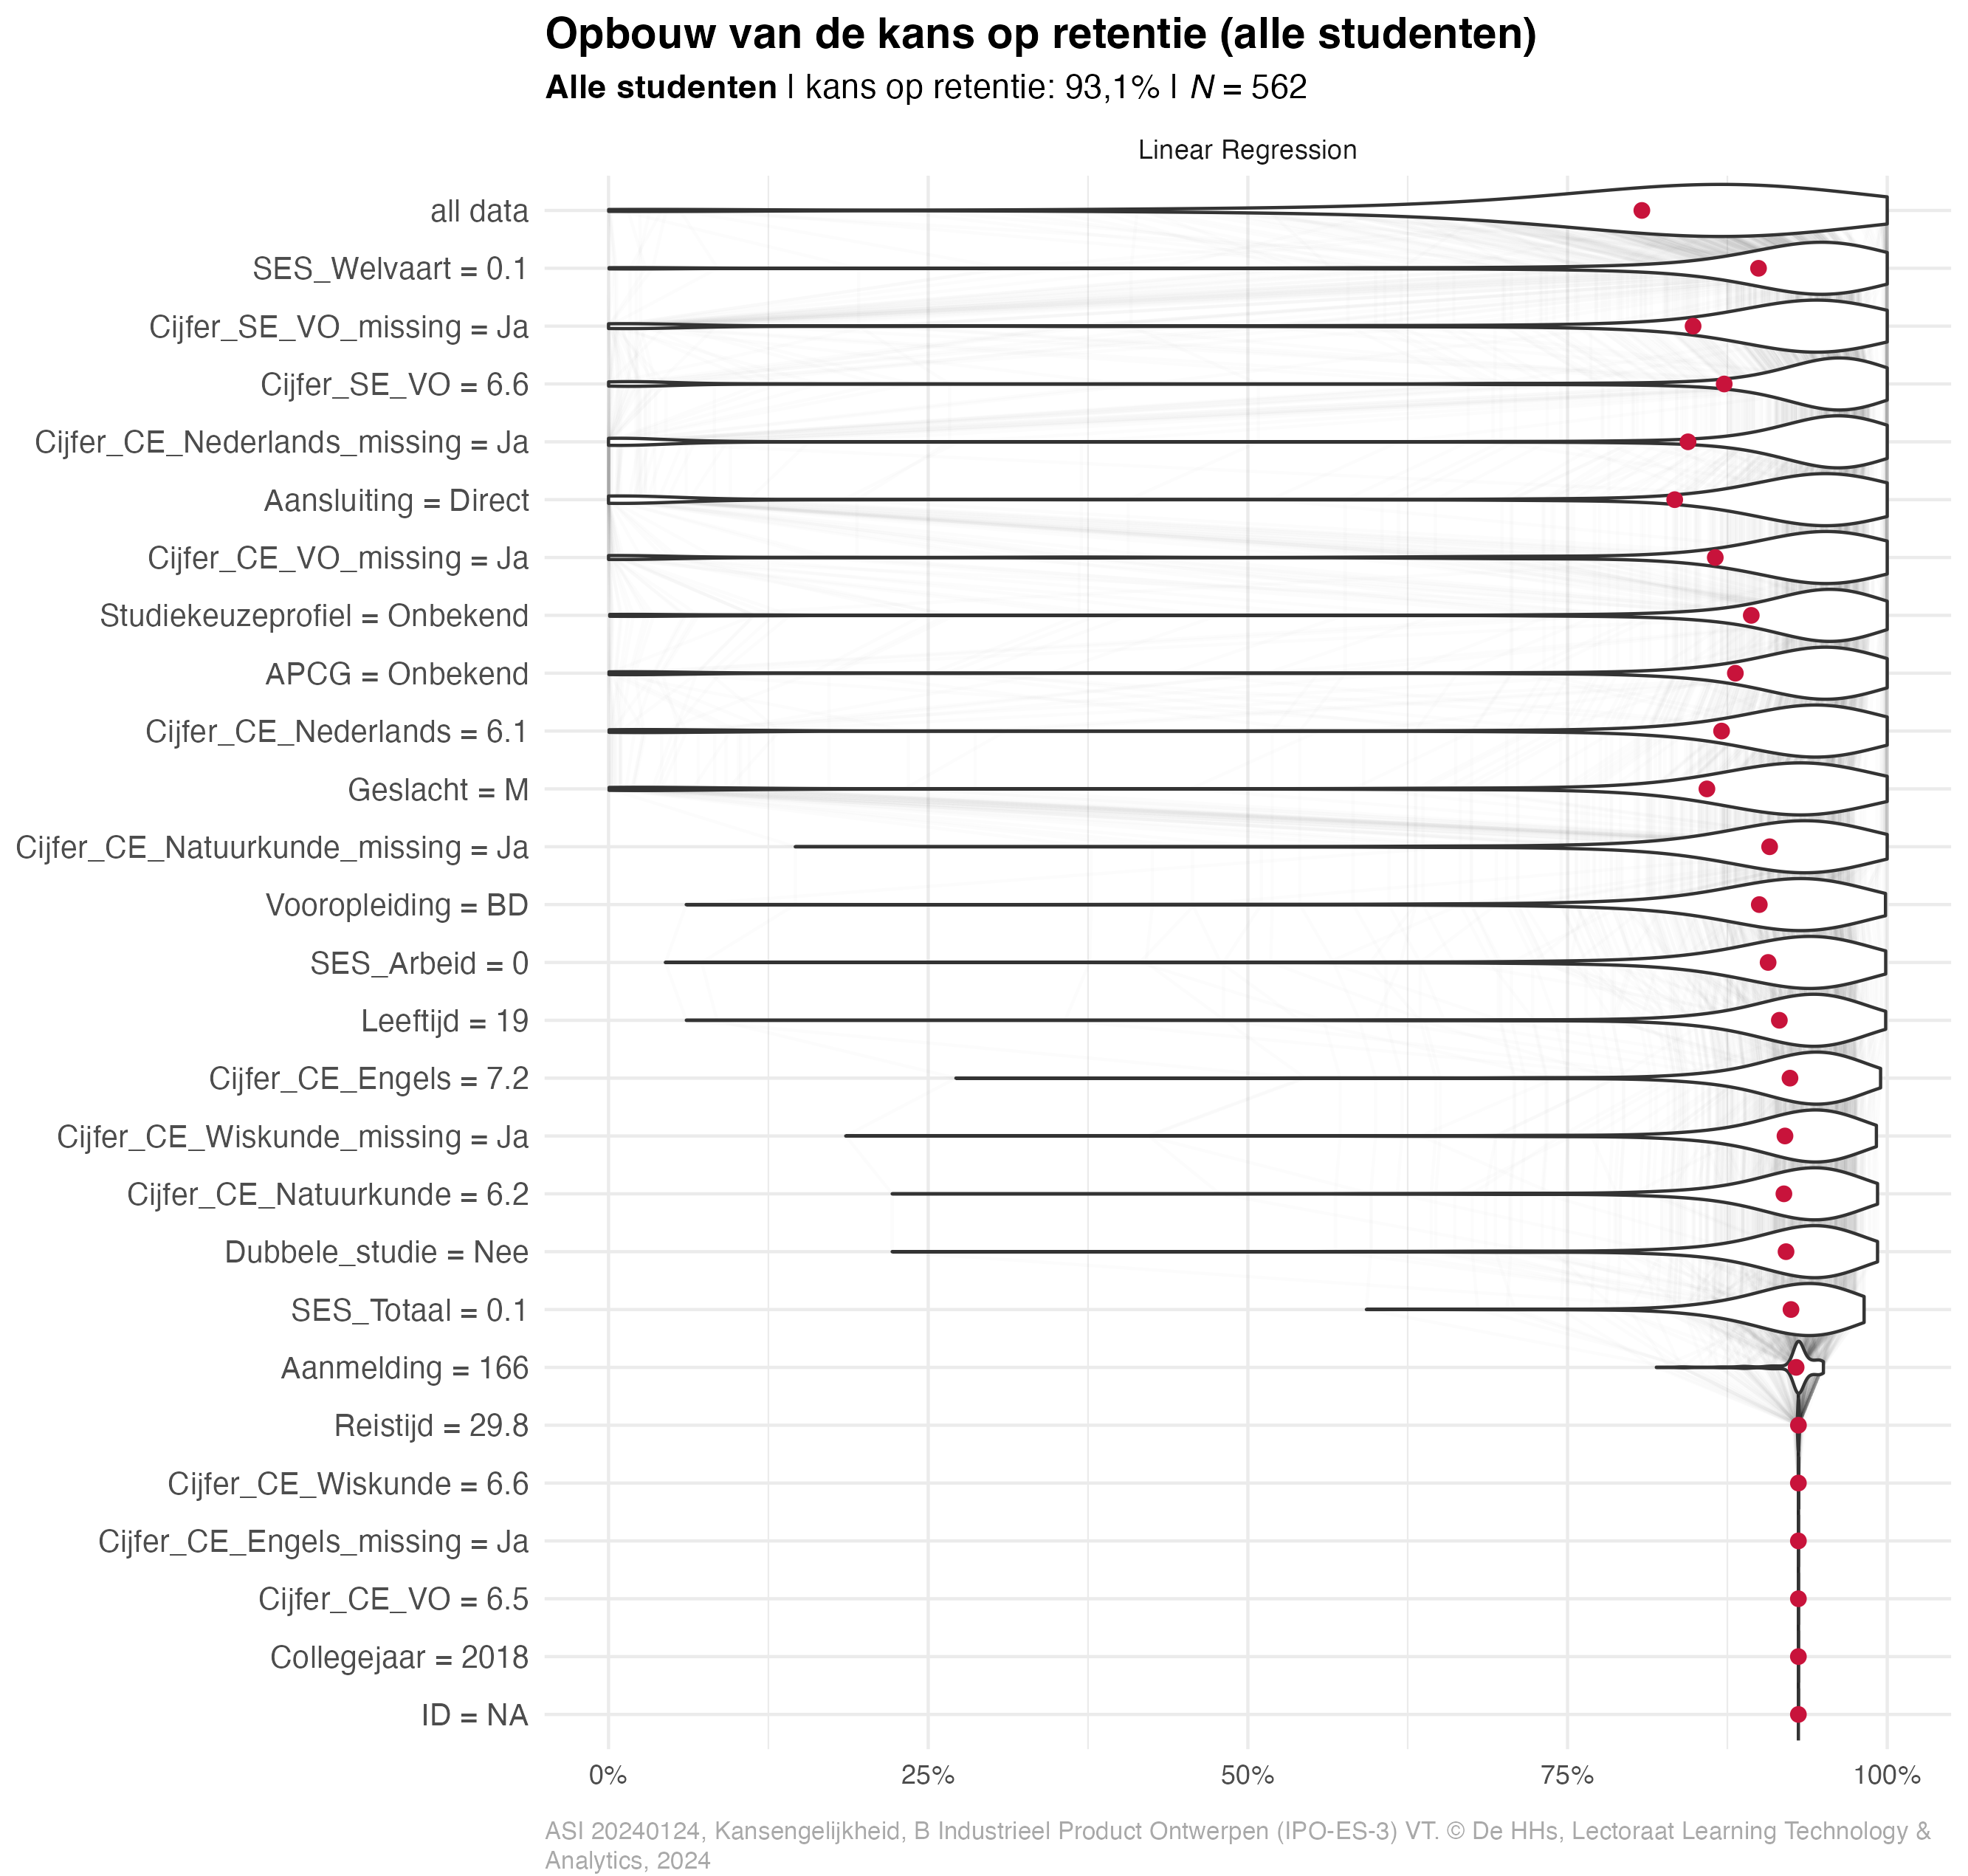 Opbouw van de kans op retentie (alle studenten)
Alle studenten | kans op retentie: 93,1% | N = 562
Linear Regression
all data
SES_Welvaart = 0.1
Cijfer_SE_VO_missing = Ja
Cijfer_SE_VO = 6.6
Cijfer_CE_Nederlands_missing = Ja
Aansluiting = Direct
Cijfer_CE_VO_missing = Ja
Studiekeuzeprofiel = Onbekend
APCG = Onbekend
Cijfer_CE_Nederlands = 6.1
Geslacht = M
Cijfer_CE_Natuurkunde_missing = Ja
Vooropleiding = BD
SES_Arbeid = 0
Leeftijd = 19
Cijfer_CE_Engels = 7.2
Cijfer_CE_Wiskunde_missing = Ja
Cijfer_CE_Natuurkunde = 6.2
Dubbele_studie = Nee
SES_Totaal = 0.1
Aanmelding = 166
Reistijd = 29.8
Cijfer_CE_Wiskunde = 6.6
Cijfer_CE_Engels_missing = Ja
Cijfer_CE_VO = 6.5
Collegejaar = 2018
ID = NA
0% 25% 50% 75% 100%
ASI 20240124, Kansengelijkheid, B Industrieel Product Ontwerpen (IPO-ES-3) VT. © De HHs, Lectoraat Learning Technology &
Analytics, 2024